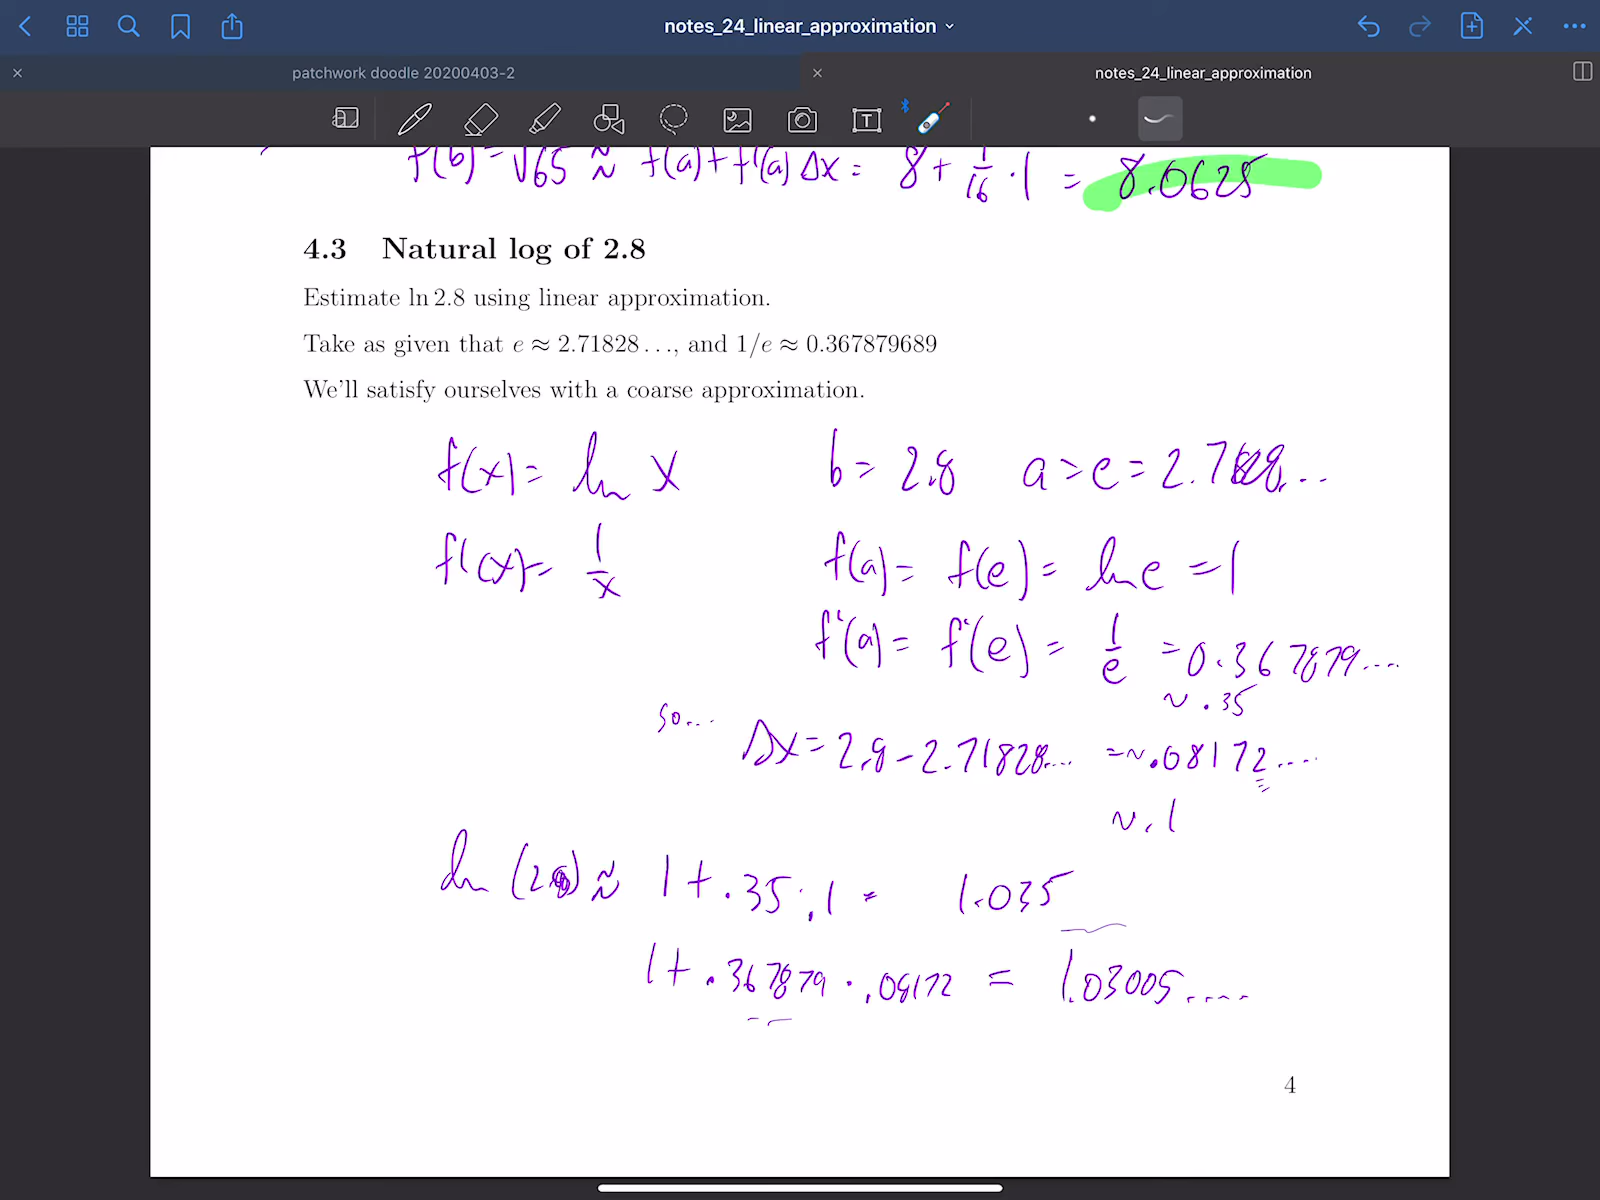 notes_24_linear_approximation
patchwork doodle 20200403-2
notes_24_linear_approximation
f(b) = √65 ≈ f(a) + f'(a) Δx = 8 + 1/16 · 1 = 8.0625
4.3 Natural log of 2.8
Estimate ln 2.8 using linear approximation.
Take as given that e ≈ 2.71828 . . ., and 1/e ≈ 0.367879689
We'll satisfy ourselves with a coarse approximation.
f(x) = ln x b = 2.8 a = e = 2.71828...
f'(x) = 1/x f(a) = f(e) = ln e = 1
f'(a) = f'(e) = 1/e = 0.367879....
~ .35
so...
Δx = 2.8 - 2.71828... = ~.08172....
~ .1
ln (2.8) ≈ 1 + .35 · .1 = 1.035
1 + .367879 · .08172 = 1.03005.....
4